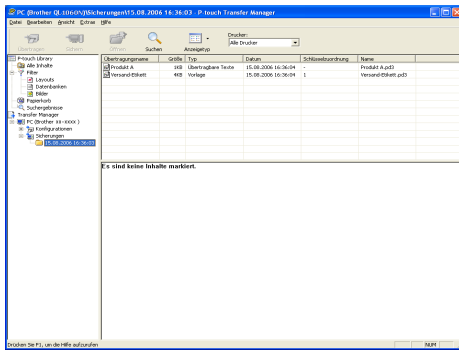 PC (Brother QL-1060N)\Sicherungen\15.08.2006 16:36:03 - P-touch Transfer Manager
Datei Bearbeiten Ansicht Extras Hilfe
Drucker:
Alle Drucker
Übertragen Sichern Öffnen Suchen Anzeigetyp
P-touch Library
Alle Inhalte
Filter
Layouts
Datenbanken
Bilder
Papierkorb
Suchergebnisse
Transfer Manager
PC (Brother xx-xxxx )
Konfigurationen
Sicherungen
15.08.2006 16:36:03
Übertragungsname Größe Typ Datum Schlüsselzuordnung Name
Produkt A 1KB Übertragbare Texte 15.08.2006 16:36:04 - Produkt A.pd3
Versand-Etikett 4KB Vorlage 15.08.2006 16:36:04 1 Versand-Etikett.pd3
Es sind keine Inhalte markiert.
Drücken Sie F1, um die Hilfe aufzurufen
NUM